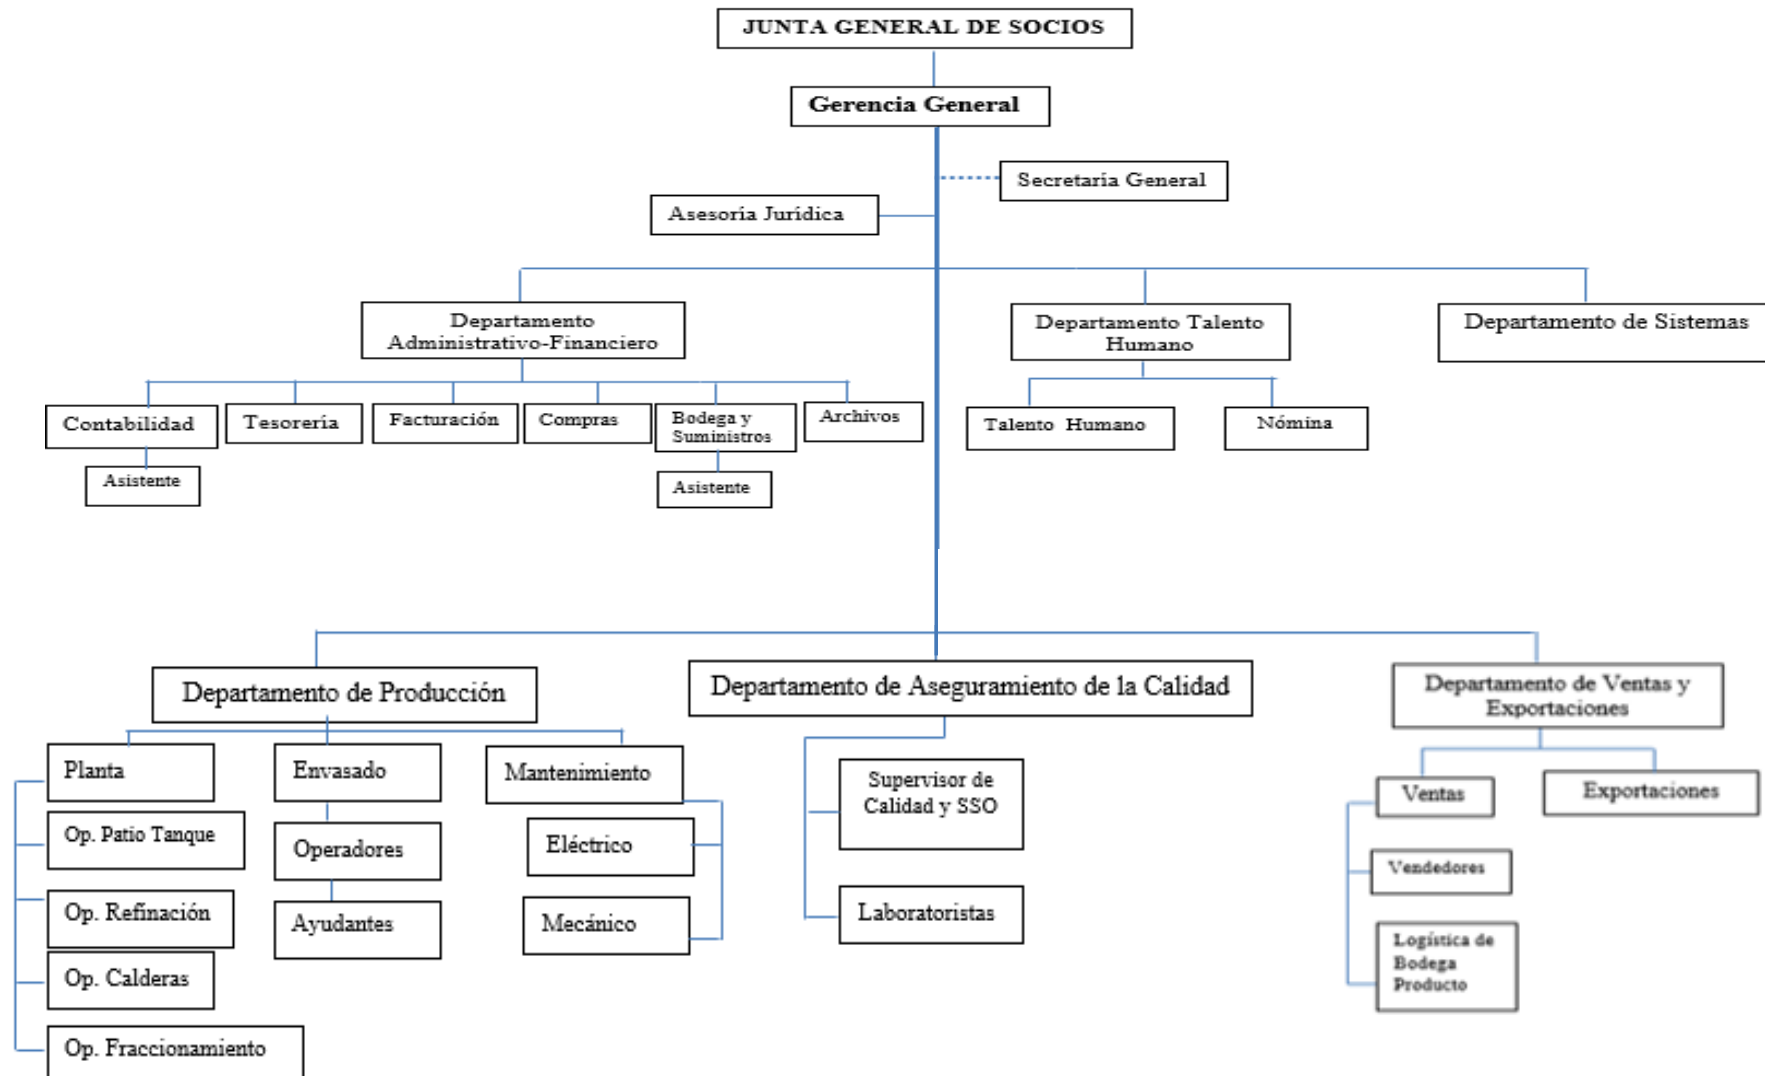 JUNTA GENERAL DE SOCIOS
Gerencia General
Secretaría General
Asesoría Jurídica
Departamento
Administrativo-Financiero
Departamento Talento
Humano
Departamento de Sistemas
Contabilidad
Tesorería
Facturación
Compras
Bodega y
Suministros
Archivos
Talento Humano
Nómina
Asistente
Asistente
Departamento de Producción
Departamento de Aseguramiento de la Calidad
Departamento de Ventas y
Exportaciones
Planta
Envasado
Mantenimiento
Supervisor de
Calidad y SSO
Ventas
Exportaciones
Op. Patio Tanque
Operadores
Eléctrico
Vendedores
Op. Refinación
Ayudantes
Mecánico
Laboratoristas
Logística de
Bodega
Producto
Op. Calderas
Op. Fraccionamiento